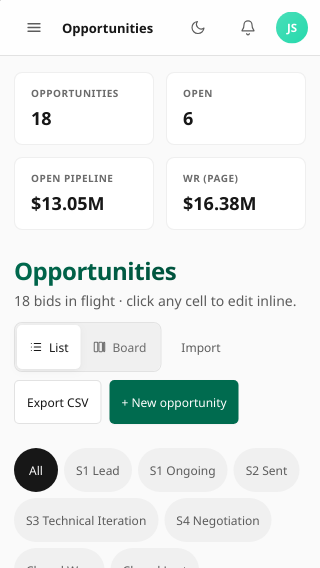 Opportunities
JS
OPPORTUNITIES
18
OPEN
6
OPEN PIPELINE
$13.05M
WR (PAGE)
$16.38M
Opportunities
18 bids in flight · click any cell to edit inline.
List
Board
Import
Export CSV
+ New opportunity
All
S1 Lead
S1 Ongoing
S2 Sent
S3 Technical Iteration
S4 Negotiation